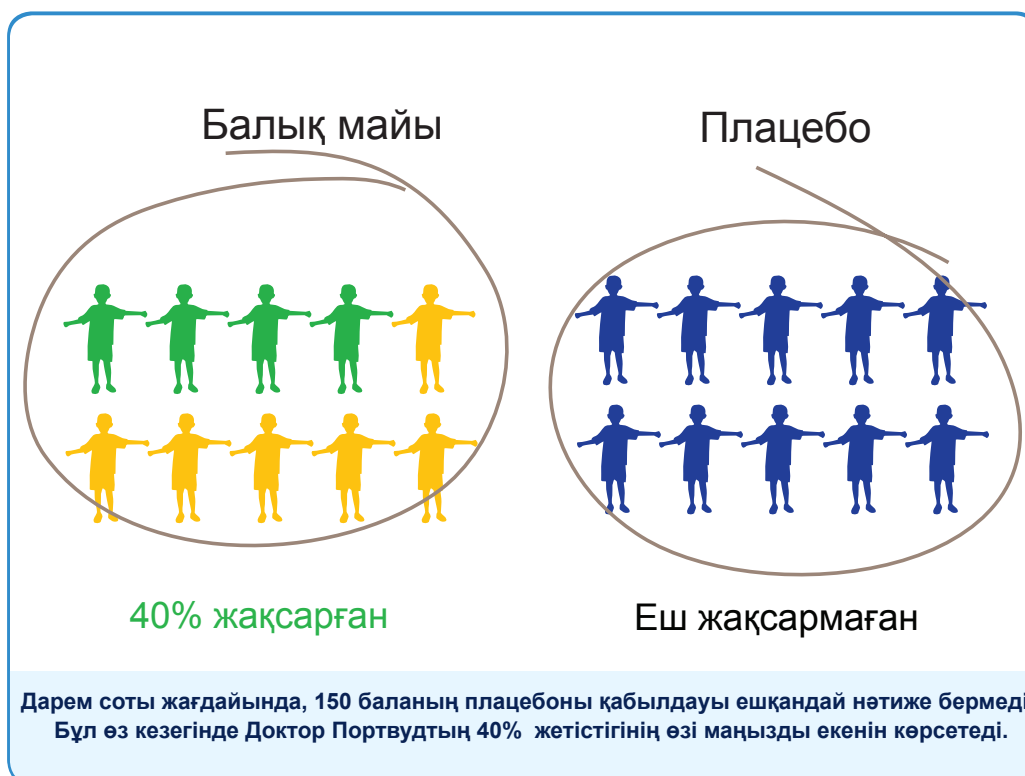 Балық майы
Плацебо
40% жақсарған
Еш жақсармаған
Дарем соты жағдайында, 150 баланың плацебоны қабылдауы ешқандай нәтиже бермеді
Бұл өз кезегінде Доктор Портвудтың 40% жетістігінің өзі маңызды екенін көрсетеді.